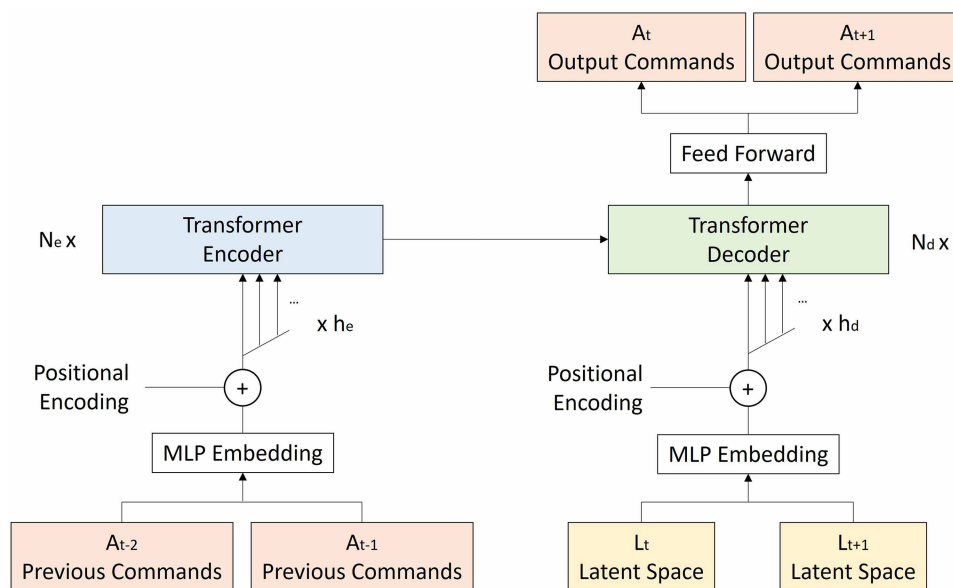 At
Output Commands
At+1
Output Commands
Feed Forward
Ne x
Transformer
Encoder
Transformer
Decoder
Nd x
...
x he
...
x hd
Positional
Encoding
+
Positional
Encoding
+
MLP Embedding
MLP Embedding
At-2
Previous Commands
At-1
Previous Commands
Lt
Latent Space
Lt+1
Latent Space